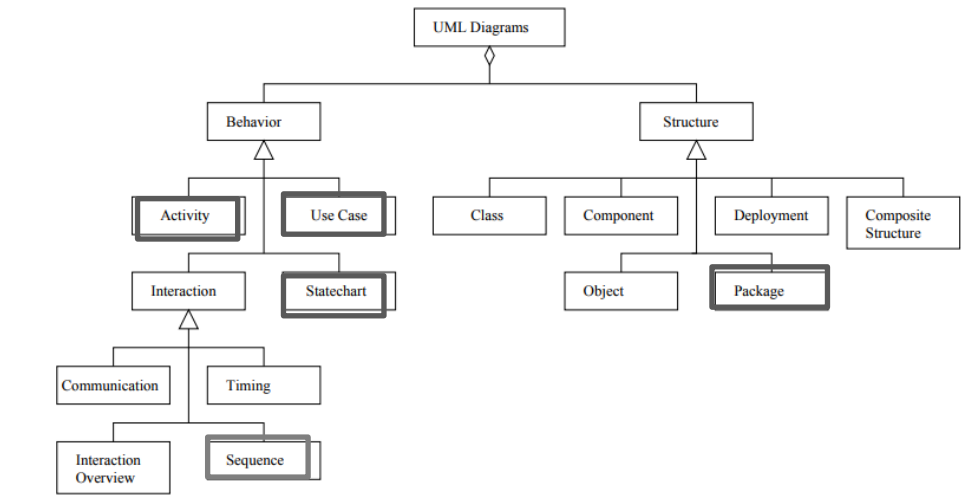 UML Diagrams
Behavior
Structure
Activity
Use Case
Class
Component
Deployment
Composite
Structure
Interaction
Statechart
Object
Package
Communication
Timing
Interaction
Overview
Sequence